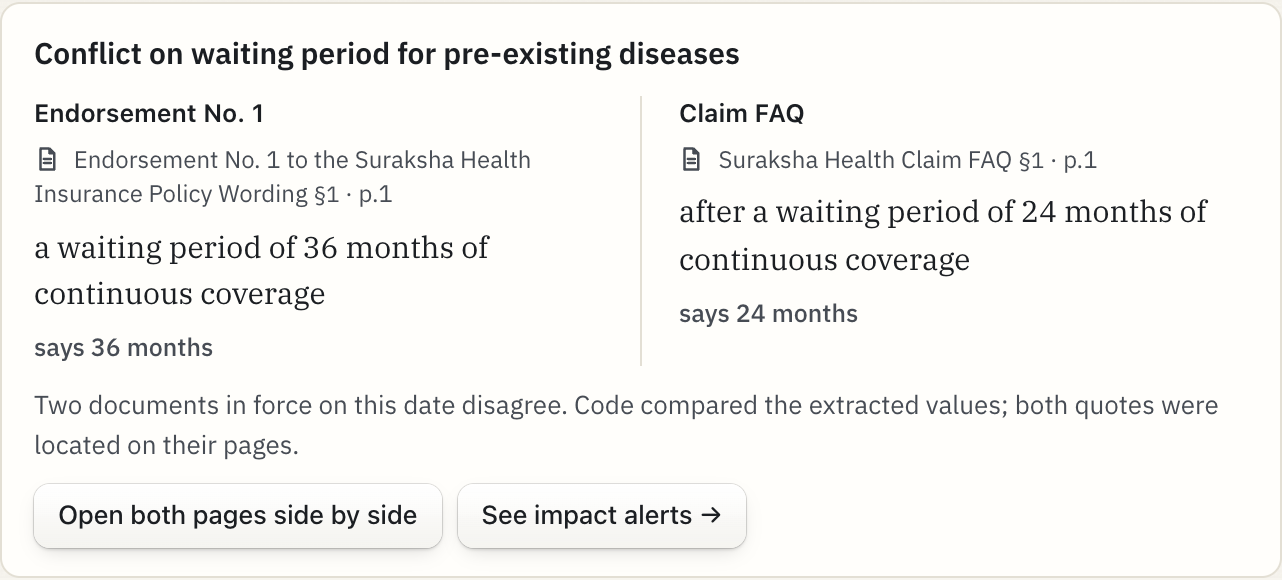 Conflict on waiting period for pre-existing diseases
Endorsement No. 1
Endorsement No. 1 to the Suraksha Health
Insurance Policy Wording §1 · p.1
a waiting period of 36 months of
continuous coverage
says 36 months
Claim FAQ
Suraksha Health Claim FAQ §1 · p.1
after a waiting period of 24 months of
continuous coverage
says 24 months
Two documents in force on this date disagree. Code compared the extracted values; both quotes were
located on their pages.
Open both pages side by side
See impact alerts →